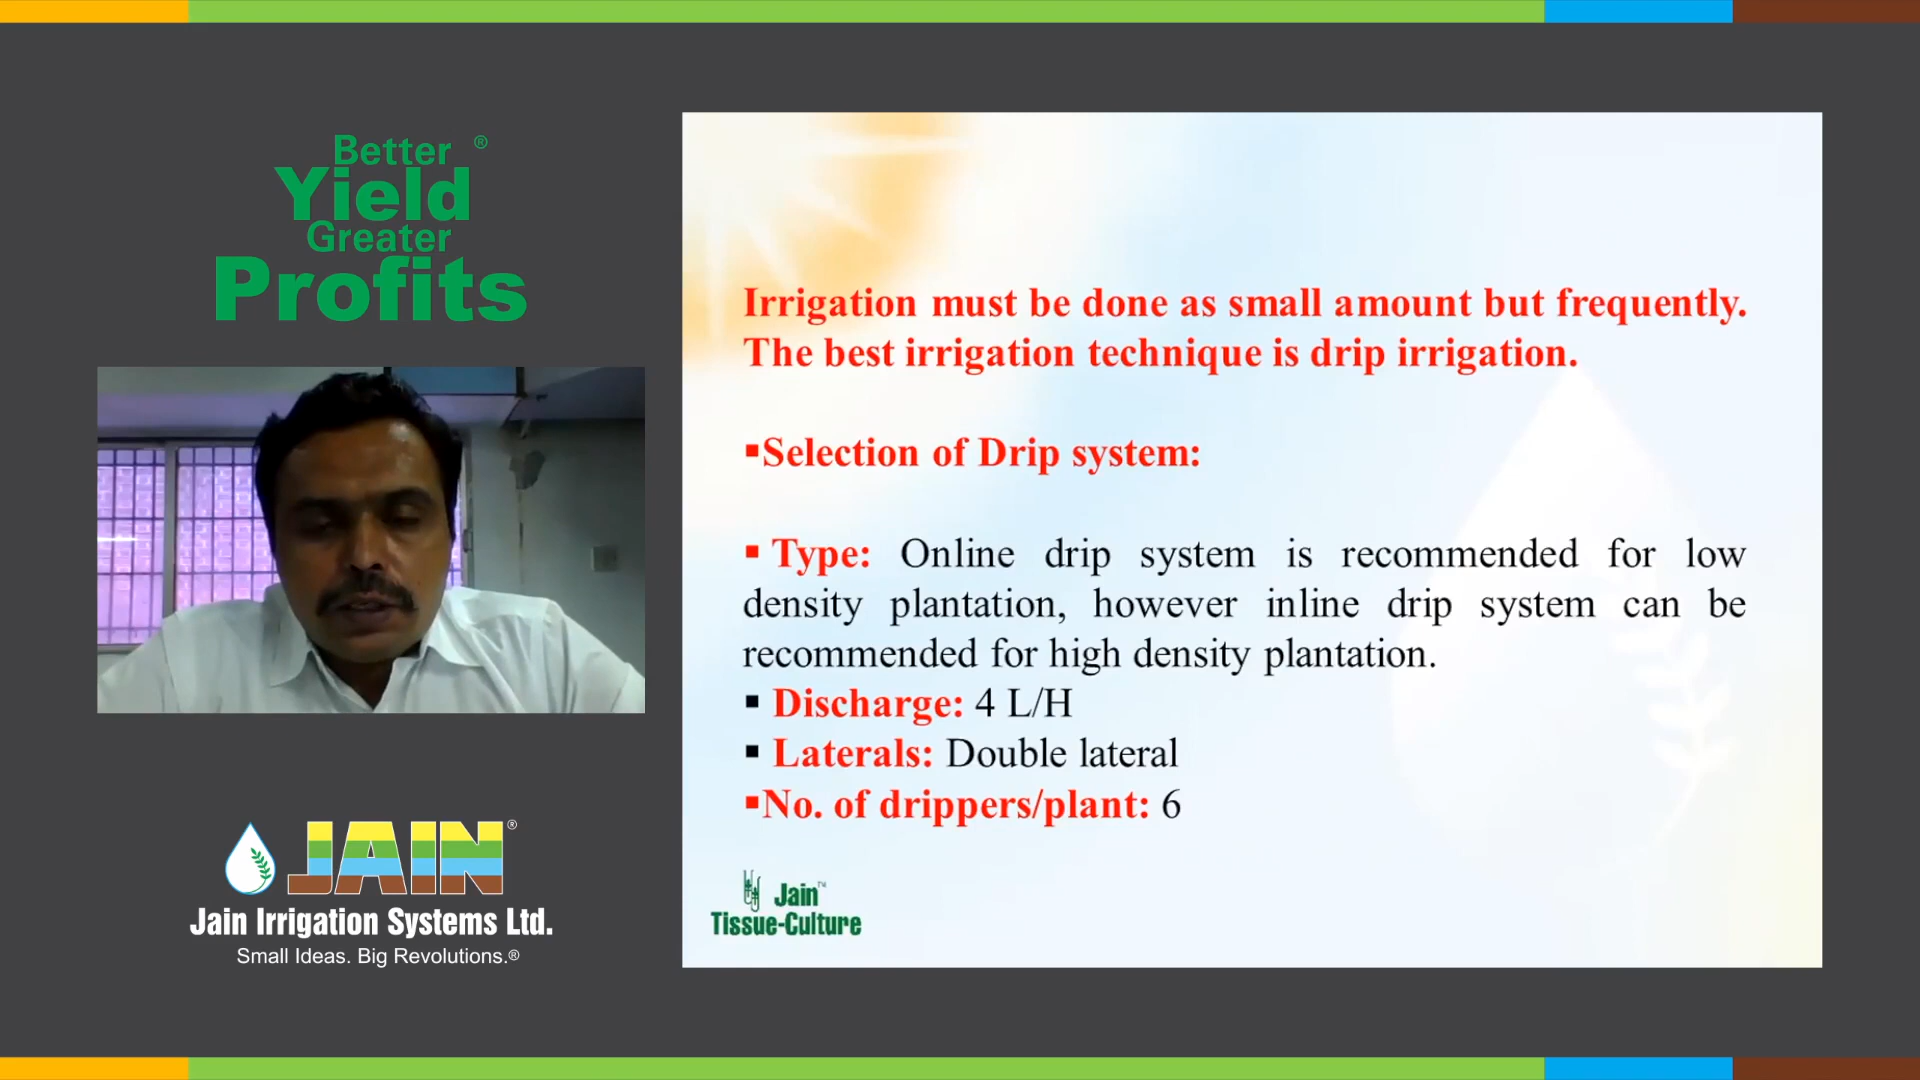 Better ®
Yield
Greater
Profits
Irrigation must be done as small amount but frequently.
The best irrigation technique is drip irrigation.
▪Selection of Drip system:
▪ Type: Online drip system is recommended for low
density plantation, however inline drip system can be
recommended for high density plantation.
▪ Discharge: 4 L/H
▪ Laterals: Double lateral
▪No. of drippers/plant: 6
JAIN®
Jain Irrigation Systems Ltd.
Small Ideas. Big Revolutions.®
Jain™
Tissue-Culture